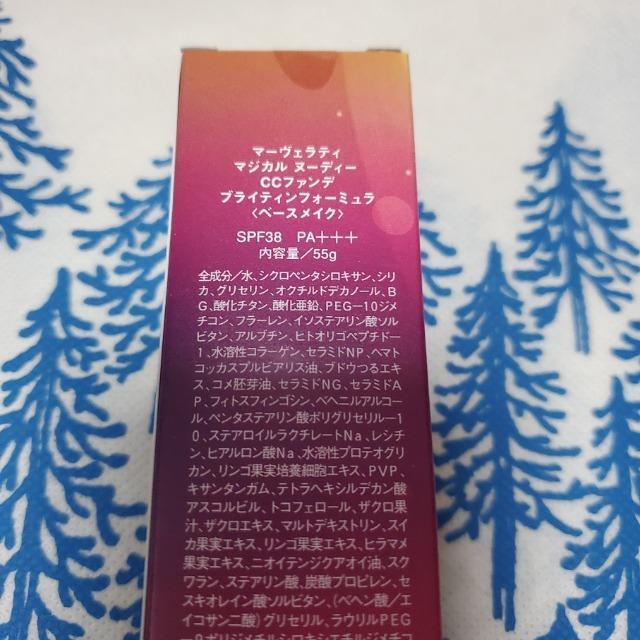 マーヴェラティ
マジカル ヌーディー
CCファンデ
ブライティンフォーミュラ
〈ベースメイク〉
SPF38 PA+++
内容量/55g
全成分/水、シクロペンタシロキサン、シリ
カ、グリセリン、オクチルドデカノール、B
G、酸化チタン、酸化亜鉛、PEG-10ジメ
チコン、フラーレン、イソステアリン酸ソル
ビタン、アルブチン、ヒトオリゴペプチド-
1、水溶性コラーゲン、セラミドNP、ヘマト
コッカスプルビアリス油、ブドウつるエキ
ス、コメ胚芽油、セラミドNG、セラミドA
P、フィトスフィンゴシン、ベヘニルアルコー
ル、ペンタステアリン酸ポリグリセリル-1
0、ステアロイルラクチレートNa、レシチ
ン、ヒアルロン酸Na、水溶性プロテオグリ
カン、リンゴ果実培養細胞エキス、PVP、
キサンタンガム、テトラヘキシルデカン酸
アスコルビル、トコフェロール、ザクロ果
汁、ザクロエキス、マルトデキストリン、スイ
カ果実エキス、リンゴ果実エキス、ヒラマメ
果実エキス、ニオイテンジクアオイ油、スク
ワラン、ステアリン酸、炭酸プロピレン、セ
スキオレイン酸ソルビタン、(ベヘン酸/エ
イコサン二酸)グリセリル、ラウリルPEG
-9ポリジメチルシロキシエチルジメチコ